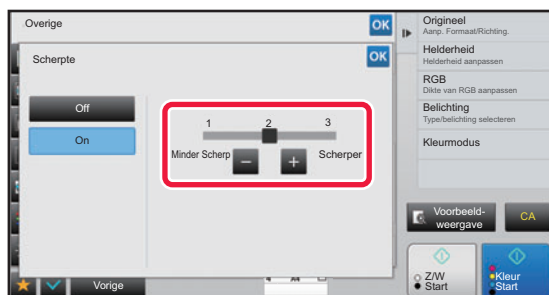 Overige
OK
Scherpte
OK
Off
On
1 2 3
Minder Scherp
Scherper
Vorige
Origineel
Aanp. Formaat/Richting.
Helderheid
Helderheid aanpassen
RGB
Dikte van RGB aanpassen
Belichting
Type/belichting selecteren
Kleurmodus
Voorbeeld-
weergave
CA
Z/W
Start
Kleur
Start